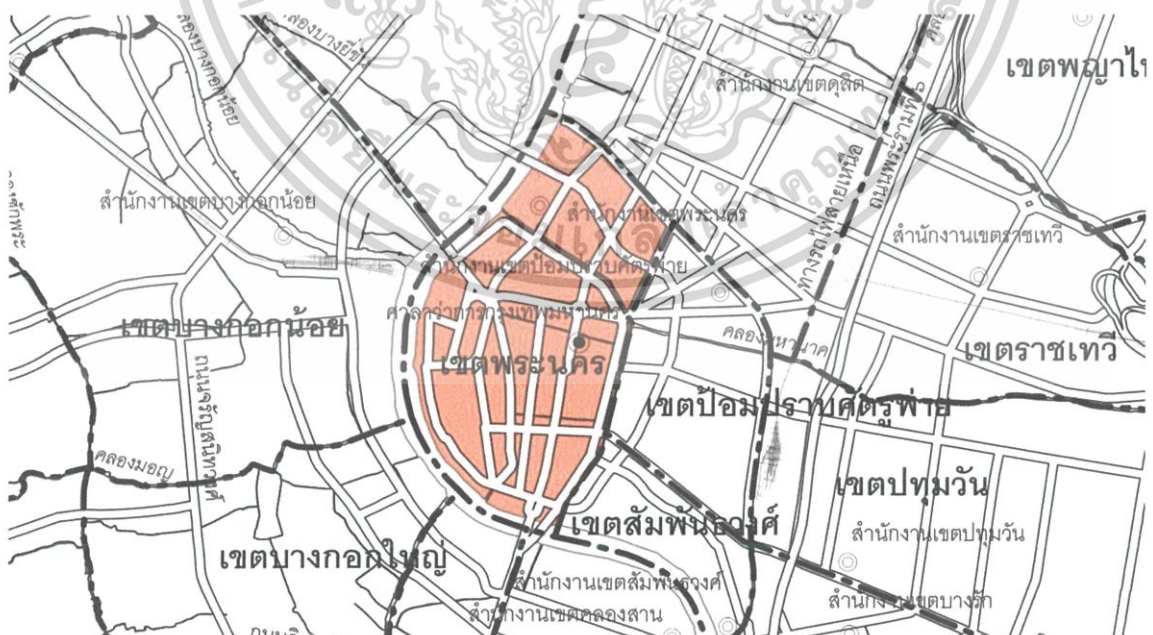 คลองบางกอกน้อย
คลองบางยี่ขัน
สำนักงานเขตดุสิต
เขตพญาไท
สำนักงานเขตบางกอกน้อย
สำนักงานเขตพระนคร
ทางรถไฟสายเหนือ
ถนนพระรามที่ 6
สำนักงานเขตราชเทวี
สำนักงานเขตป้อมปราบศัตรูพ่าย
ศาลาว่าการกรุงเทพมหานคร
เขตบางกอกน้อย
เขตพระนคร
คลองมหานาค
เขตราชเทวี
เขตป้อมปราบศัตรูพ่าย
ถนนจรัญสนิทวงศ์
คลองมอญ
เขตปทุมวัน
เขตสัมพันธวงศ์
สำนักงานเขตปทุมวัน
เขตบางกอกใหญ่
สำนักงานเขตสัมพันธวงศ์
สำนักงานเขตบางรัก
สำนักงานเขตคลองสาน